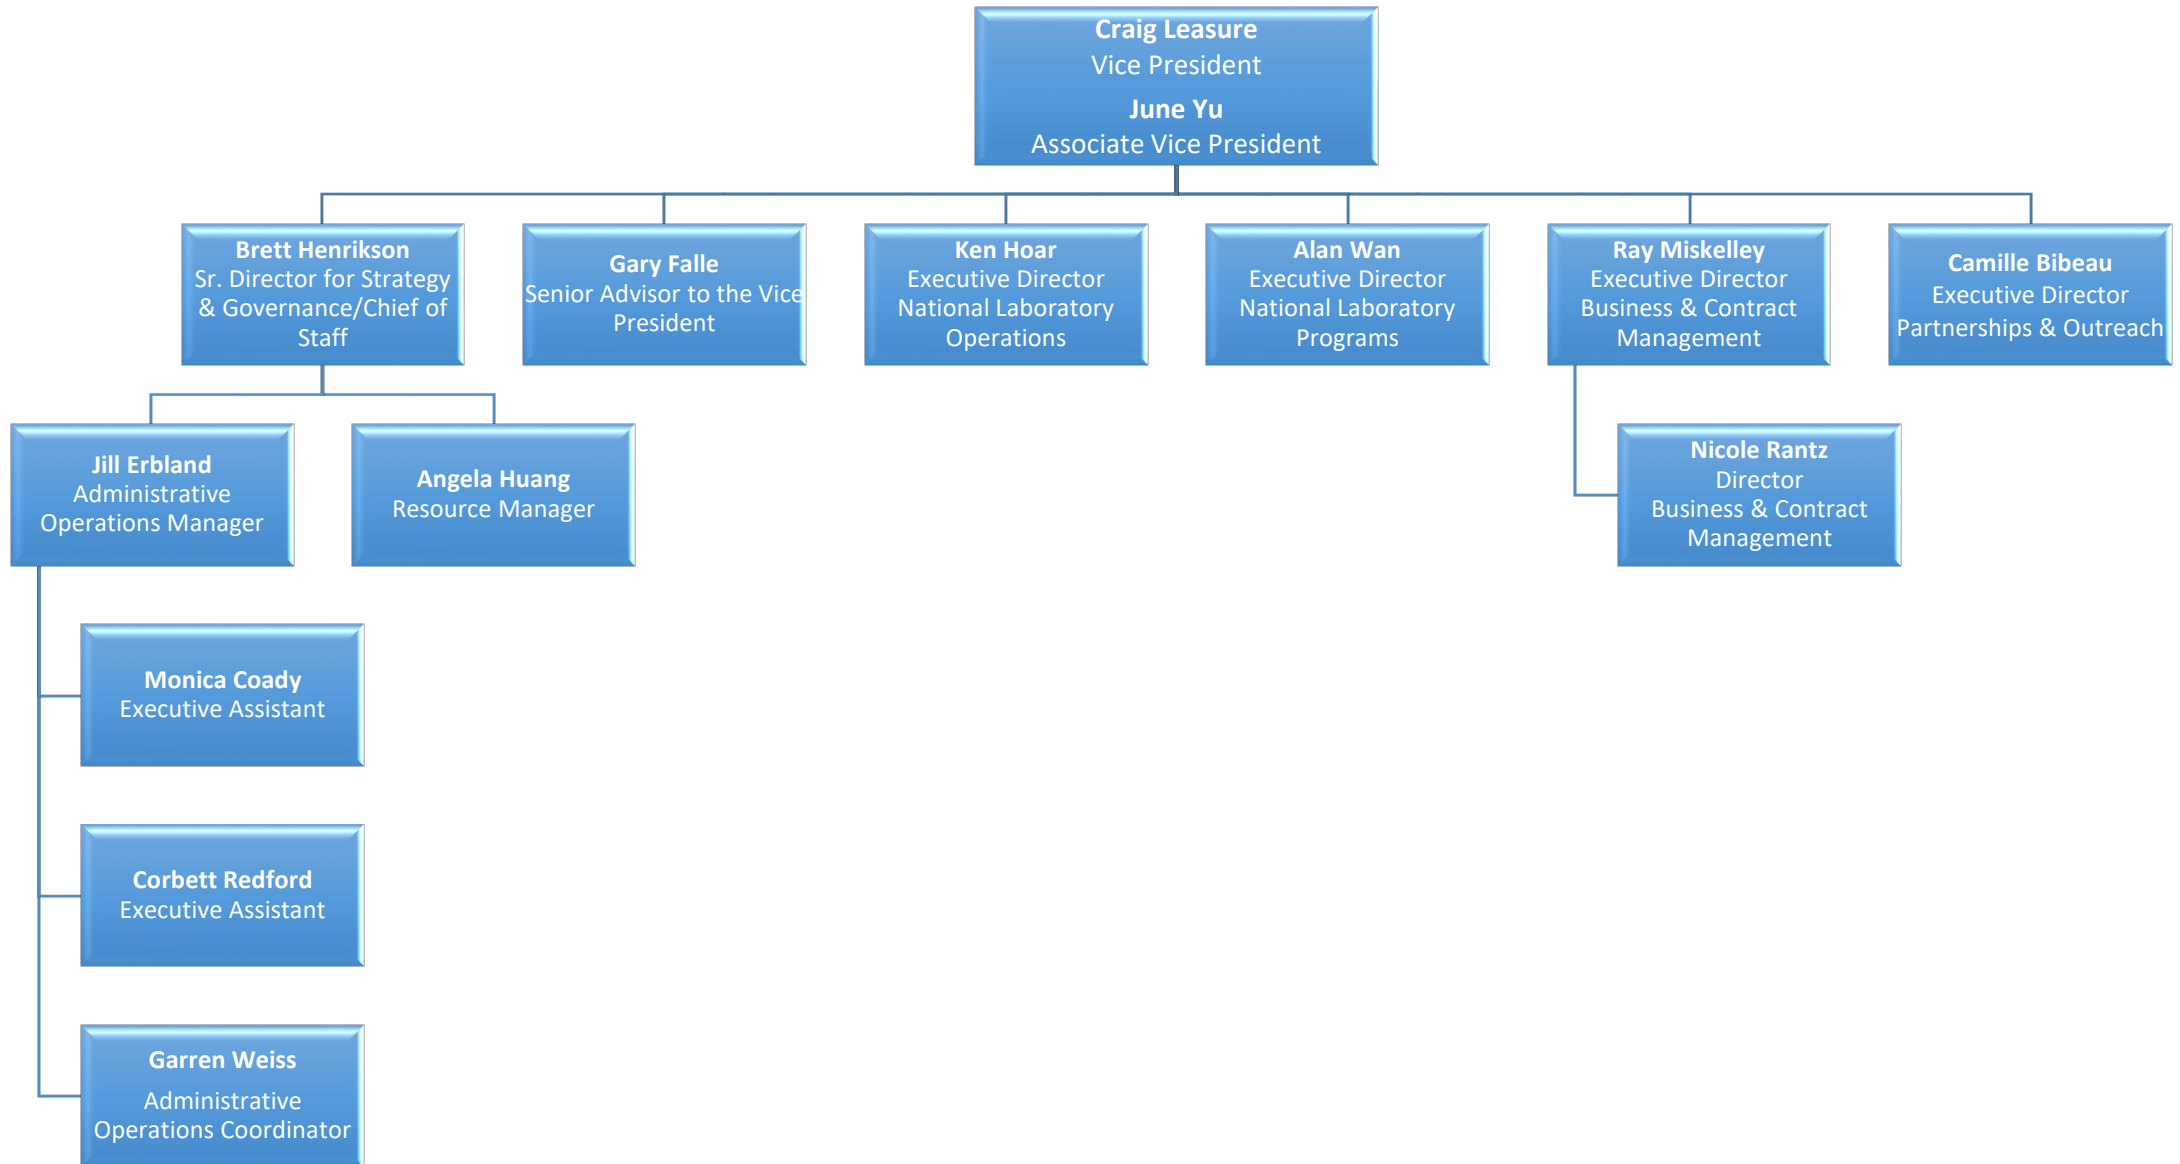 Craig Leasure
Vice President
June Yu
Associate Vice President
Brett Henrikson
Sr. Director for Strategy
& Governance/Chief of
Staff
Gary Falle
Senior Advisor to the Vice
President
Ken Hoar
Executive Director
National Laboratory
Operations
Alan Wan
Executive Director
National Laboratory
Programs
Ray Miskelley
Executive Director
Business & Contract
Management
Camille Bibeau
Executive Director
Partnerships & Outreach
Jill Erbland
Administrative
Operations Manager
Angela Huang
Resource Manager
Nicole Rantz
Director
Business & Contract
Management
Monica Coady
Executive Assistant
Corbett Redford
Executive Assistant
Garren Weiss
Administrative
Operations Coordinator